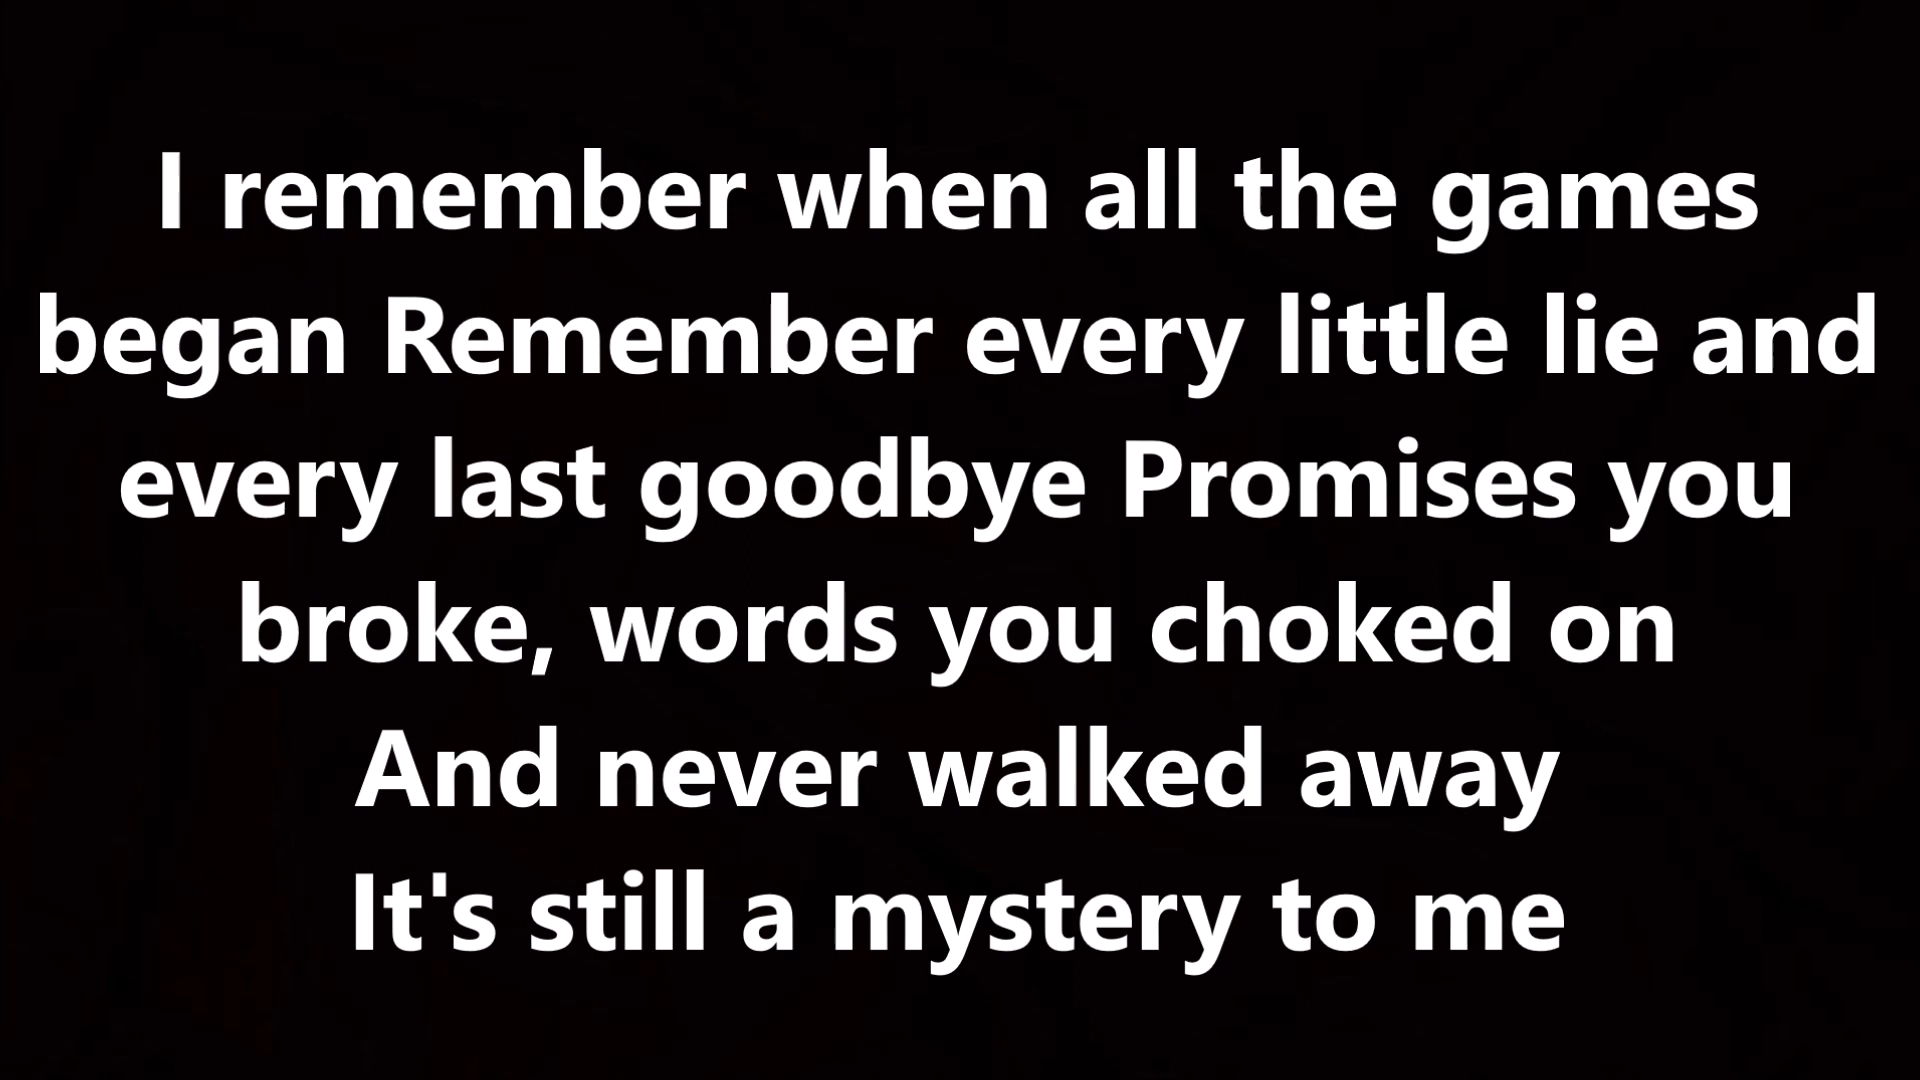 I remember when all the games
began Remember every little lie and
every last goodbye Promises you
broke, words you choked on
And never walked away
It's still a mystery to me